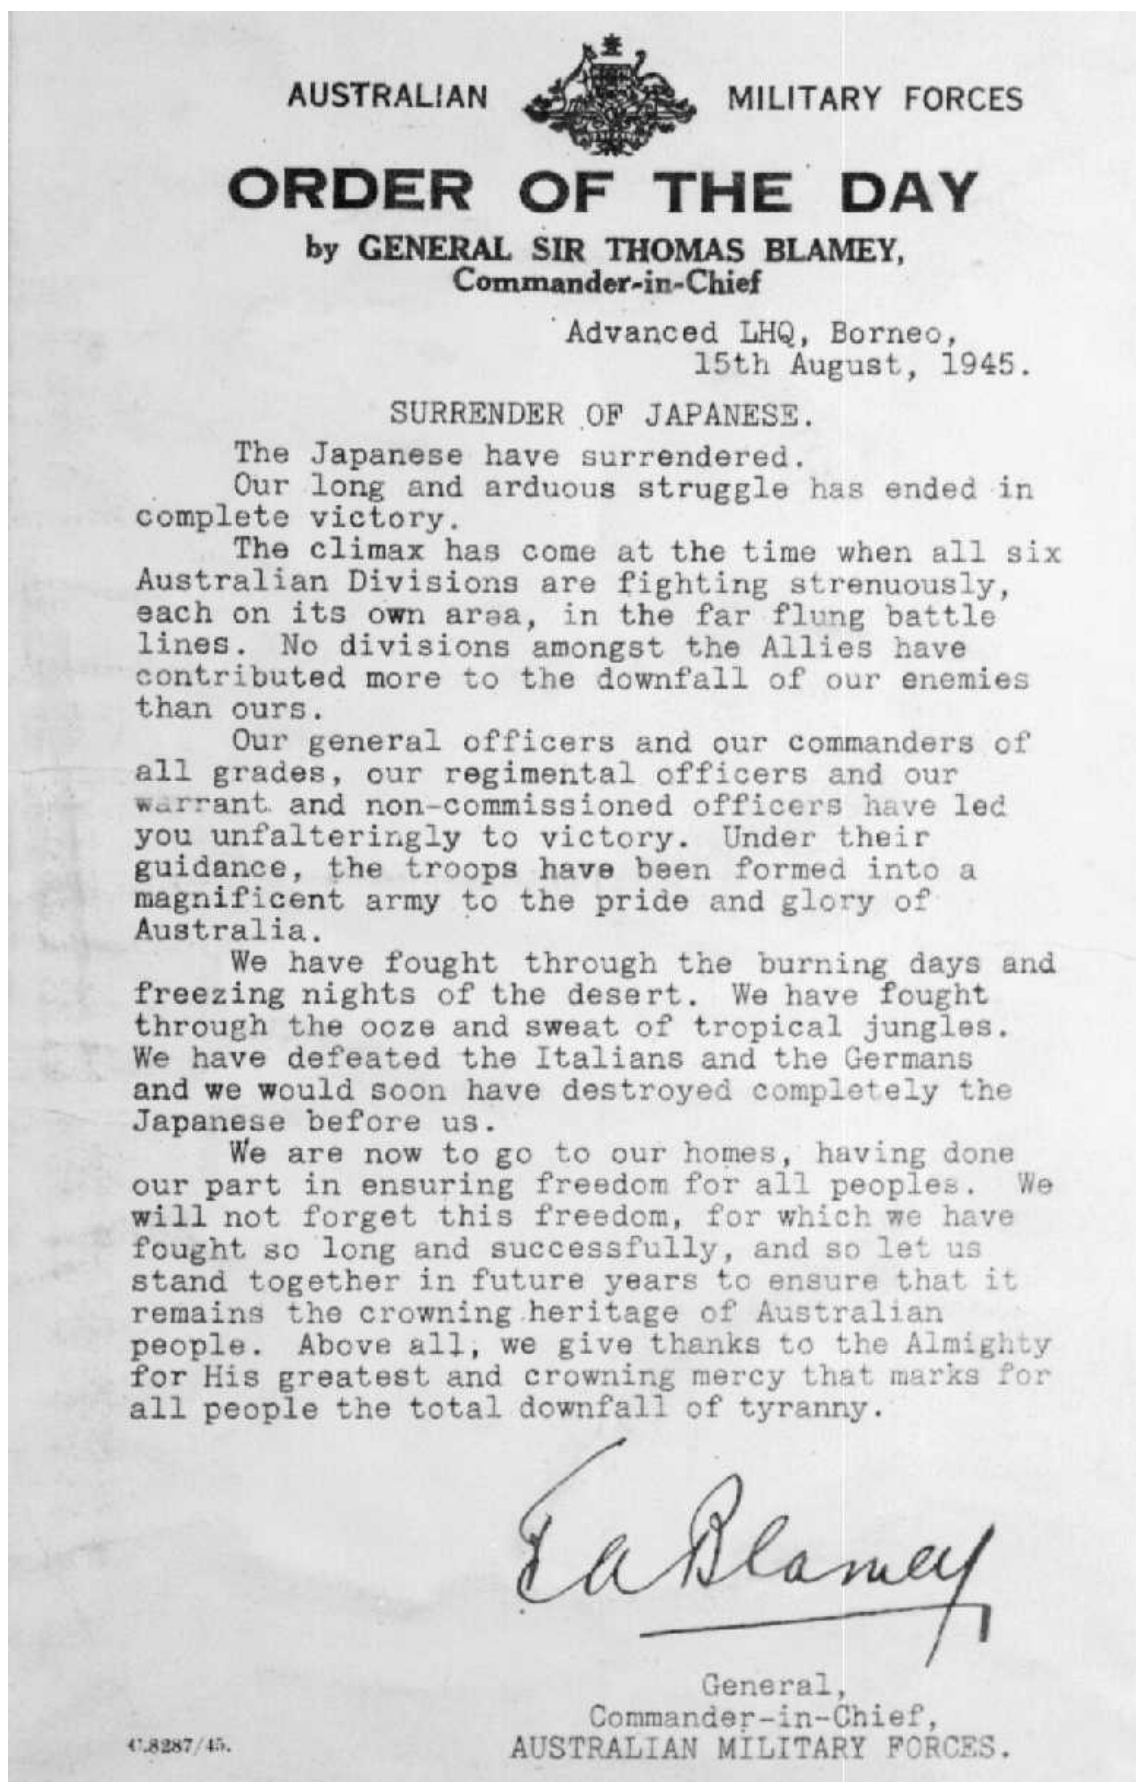 AUSTRALIAN MILITARY FORCES
ORDER OF THE DAY
by GENERAL SIR THOMAS BLAMEY,
Commander-in-Chief
Advanced LHQ, Borneo,
15th August, 1945.
SURRENDER OF JAPANESE.
The Japanese have surrendered.
Our long and arduous struggle has ended in
complete victory.
The climax has come at the time when all six
Australian Divisions are fighting strenuously,
each on its own area, in the far flung battle
lines. No divisions amongst the Allies have
contributed more to the downfall of our enemies
than ours.
Our general officers and our commanders of
all grades, our regimental officers and our
warrant and non-commissioned officers have led
you unfalteringly to victory. Under their
guidance, the troops have been formed into a
magnificent army to the pride and glory of
Australia.
We have fought through the burning days and
freezing nights of the desert. We have fought
through the ooze and sweat of tropical jungles.
We have defeated the Italians and the Germans
and we would soon have destroyed completely the
Japanese before us.
We are now to go to our homes, having done
our part in ensuring freedom for all peoples. We
will not forget this freedom, for which we have
fought so long and successfully, and so let us
stand together in future years to ensure that it
remains the crowning heritage of Australian
people. Above all, we give thanks to the Almighty
for His greatest and crowning mercy that marks for
all people the total downfall of tyranny.
T a Blamey
General,
Commander-in-Chief,
C.8287/45. AUSTRALIAN MILITARY FORCES.